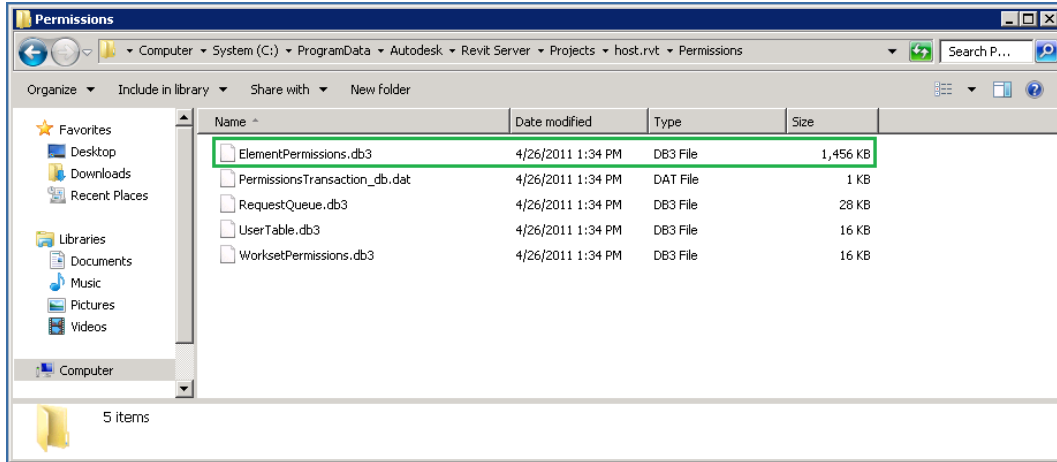 Permissions
Computer System (C:) ProgramData Autodesk Revit Server Projects host.rvt Permissions Search P...
Organize Include in library Share with New folder
Favorites
Desktop
Downloads
Recent Places
Libraries
Documents
Music
Pictures
Videos
Computer
Name Date modified Type Size
ElementPermissions.db3 4/26/2011 1:34 PM DB3 File 1,456 KB
PermissionsTransaction_db.dat 4/26/2011 1:34 PM DAT File 1 KB
RequestQueue.db3 4/26/2011 1:34 PM DB3 File 28 KB
UserTable.db3 4/26/2011 1:34 PM DB3 File 16 KB
WorksetPermissions.db3 4/26/2011 1:34 PM DB3 File 16 KB
5 items